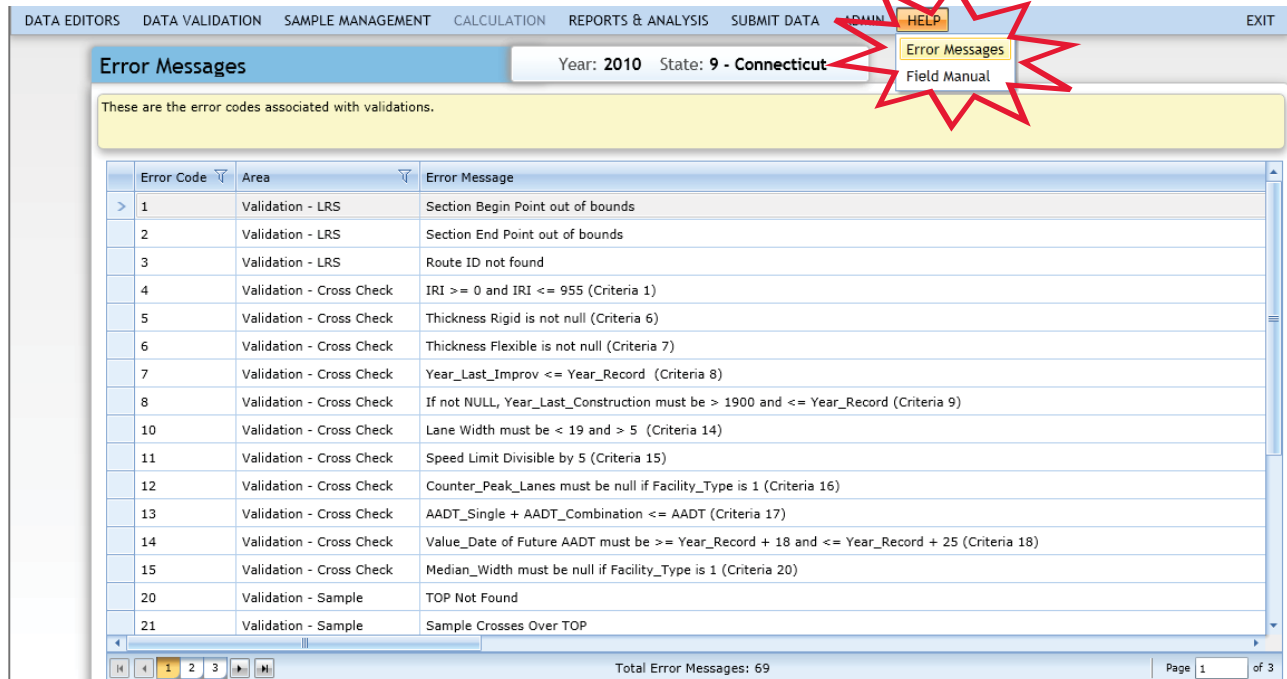 DATA EDITORS DATA VALIDATION SAMPLE MANAGEMENT CALCULATION REPORTS & ANALYSIS SUBMIT DATA ADMIN HELP EXIT
Error Messages
Field Manual
Error Messages Year: 2010 State: 9 - Connecticut
These are the error codes associated with validations.
Error Code Area Error Message
> 1 Validation - LRS Section Begin Point out of bounds
2 Validation - LRS Section End Point out of bounds
3 Validation - LRS Route ID not found
4 Validation - Cross Check IRI >= 0 and IRI <= 955 (Criteria 1)
5 Validation - Cross Check Thickness Rigid is not null (Criteria 6)
6 Validation - Cross Check Thickness Flexible is not null (Criteria 7)
7 Validation - Cross Check Year_Last_Improv <= Year_Record (Criteria 8)
8 Validation - Cross Check If not NULL, Year_Last_Construction must be > 1900 and <= Year_Record (Criteria 9)
10 Validation - Cross Check Lane Width must be < 19 and > 5 (Criteria 14)
11 Validation - Cross Check Speed Limit Divisible by 5 (Criteria 15)
12 Validation - Cross Check Counter_Peak_Lanes must be null if Facility_Type is 1 (Criteria 16)
13 Validation - Cross Check AADT_Single + AADT_Combination <= AADT (Criteria 17)
14 Validation - Cross Check Value_Date of Future AADT must be >= Year_Record + 18 and <= Year_Record + 25 (Criteria 18)
15 Validation - Cross Check Median_Width must be null if Facility_Type is 1 (Criteria 20)
20 Validation - Sample TOP Not Found
21 Validation - Sample Sample Crosses Over TOP
1 2 3 Total Error Messages: 69 Page 1 of 3